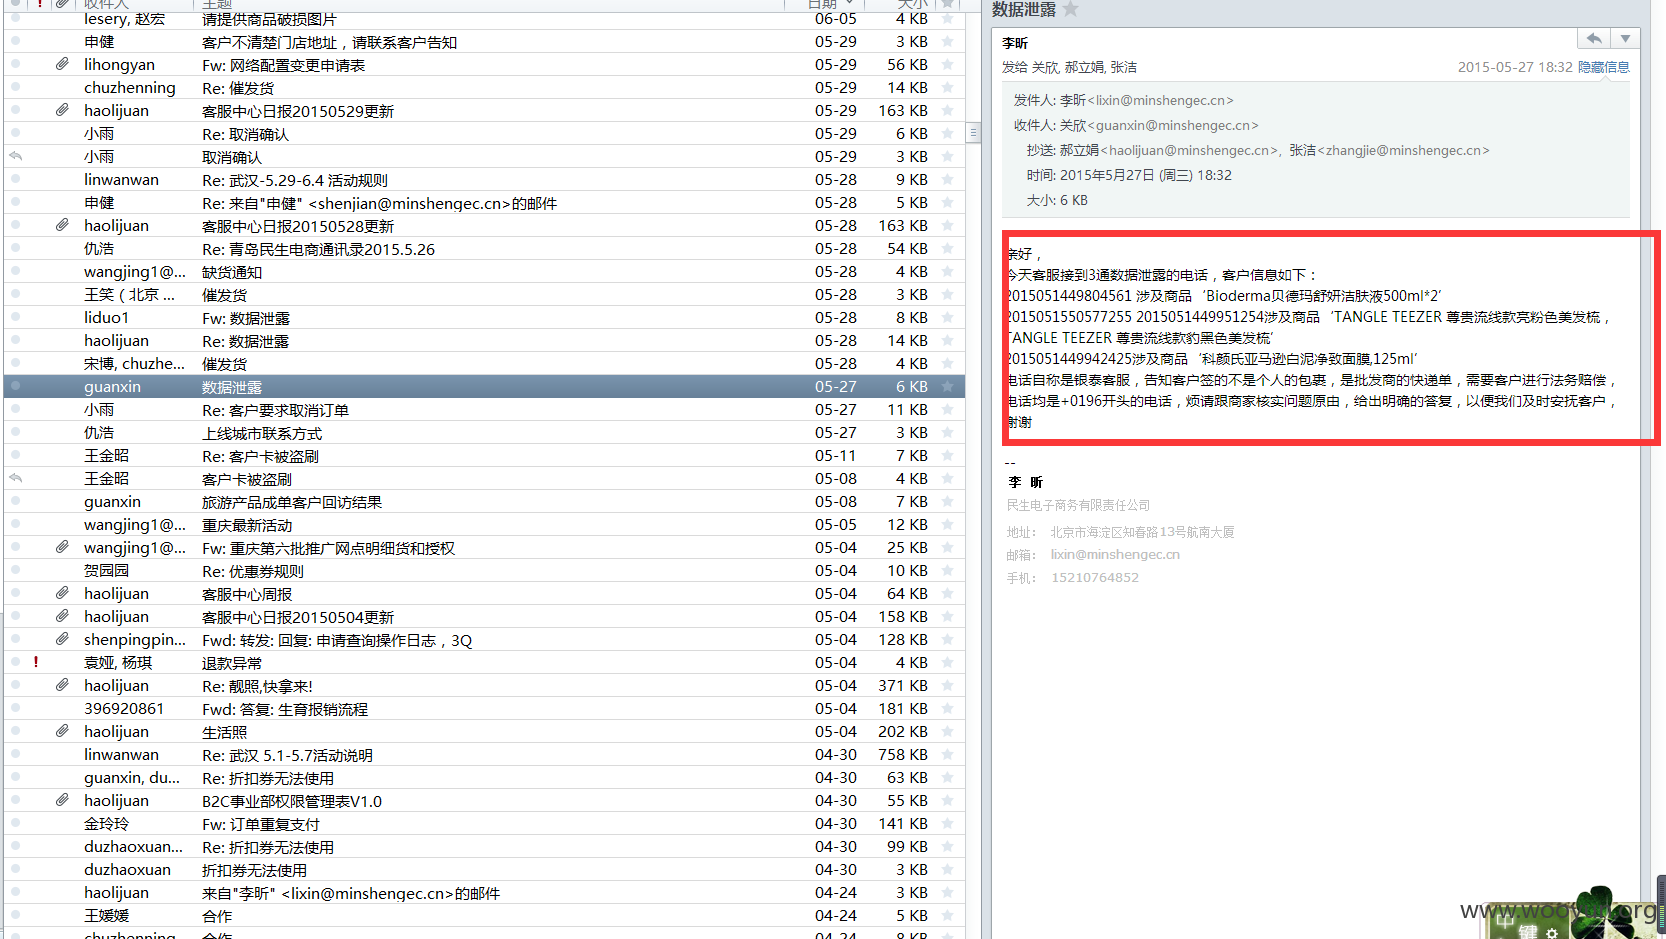 ! 收件人 主题 日期 大小
lesery, 赵宏 请提供商品破损图片 06-05 4 KB
申健 客户不清楚门店地址，请联系客户告知 05-29 3 KB
lihongyan Fw: 网络配置变更申请表 05-29 56 KB
chuzhenning Re: 催发货 05-29 14 KB
haolijuan 客服中心日报20150529更新 05-29 163 KB
小雨 Re: 取消确认 05-29 6 KB
小雨 取消确认 05-29 3 KB
linwanwan Re: 武汉-5.29-6.4 活动规则 05-28 9 KB
申健 Re: 来自"申健" <shenjian@minshengec.cn>的邮件 05-28 5 KB
haolijuan 客服中心日报20150528更新 05-28 163 KB
仇浩 Re: 青岛民生电商通讯录2015.5.26 05-28 54 KB
wangjing1@... 缺货通知 05-28 4 KB
王笑（北京 ... 催发货 05-28 3 KB
liduo1 Fw: 数据泄露 05-28 8 KB
haolijuan Re: 数据泄露 05-28 14 KB
宋博, chuzhe... 催发货 05-28 4 KB
guanxin 数据泄露 05-27 6 KB
小雨 Re: 客户要求取消订单 05-27 11 KB
仇浩 上线城市联系方式 05-27 3 KB
王金昭 Re: 客户卡被盗刷 05-11 7 KB
王金昭 客户卡被盗刷 05-08 4 KB
guanxin 旅游产品成单客户回访结果 05-08 7 KB
wangjing1@... 重庆最新活动 05-05 12 KB
wangjing1@... Fw: 重庆第六批推广网点明细货和授权 05-04 25 KB
贺园园 Re: 优惠券规则 05-04 10 KB
haolijuan 客服中心周报 05-04 64 KB
haolijuan 客服中心日报20150504更新 05-04 158 KB
shenpingpin... Fwd: 转发: 回复: 申请查询操作日志，3Q 05-04 128 KB
! 袁娅, 杨琪 退款异常 05-04 4 KB
haolijuan Re: 靓照,快拿来! 05-04 371 KB
396920861 Fwd: 答复: 生育报销流程 05-04 181 KB
haolijuan 生活照 05-04 202 KB
linwanwan Re: 武汉 5.1-5.7活动说明 04-30 758 KB
guanxin, du... Re: 折扣券无法使用 04-30 63 KB
haolijuan B2C事业部权限管理表V1.0 04-30 55 KB
金玲玲 Fw: 订单重复支付 04-30 141 KB
duzhaoxuan... Re: 折扣券无法使用 04-30 99 KB
duzhaoxuan 折扣券无法使用 04-30 3 KB
haolijuan 来自"李昕" <lixin@minshengec.cn>的邮件 04-24 3 KB
王媛媛 合作 04-24 5 KB
chuzhenning 合作 04-24 8 KB
数据泄露
李昕
发给 关欣, 郝立娟, 张洁 2015-05-27 18:32 隐藏信息
发件人: 李昕<lixin@minshengec.cn>
收件人: 关欣<guanxin@minshengec.cn>
抄送: 郝立娟<haolijuan@minshengec.cn>, 张洁<zhangjie@minshengec.cn>
时间: 2015年5月27日 (周三) 18:32
大小: 6 KB
亲好，
今天客服接到3通数据泄露的电话，客户信息如下：
2015051449804561 涉及商品‘Bioderma贝德玛舒妍洁肤液500ml*2’
2015051550577255 2015051449951254涉及商品‘TANGLE TEEZER 尊贵流线款亮粉色美发梳，
TANGLE TEEZER 尊贵流线款豹黑色美发梳’
2015051449942425涉及商品‘科颜氏亚马逊白泥净致面膜,125ml’
电话自称是银泰客服，告知客户签的不是个人的包裹，是批发商的快递单，需要客户进行法务赔偿，
电话均是+0196开头的电话，烦请跟商家核实问题原由，给出明确的答复，以便我们及时安抚客户，
谢谢
--
李 昕
民生电子商务有限责任公司
地址： 北京市海淀区知春路13号航南大厦
邮箱： lixin@minshengec.cn
手机： 15210764852
www.wooyun.org
中
键